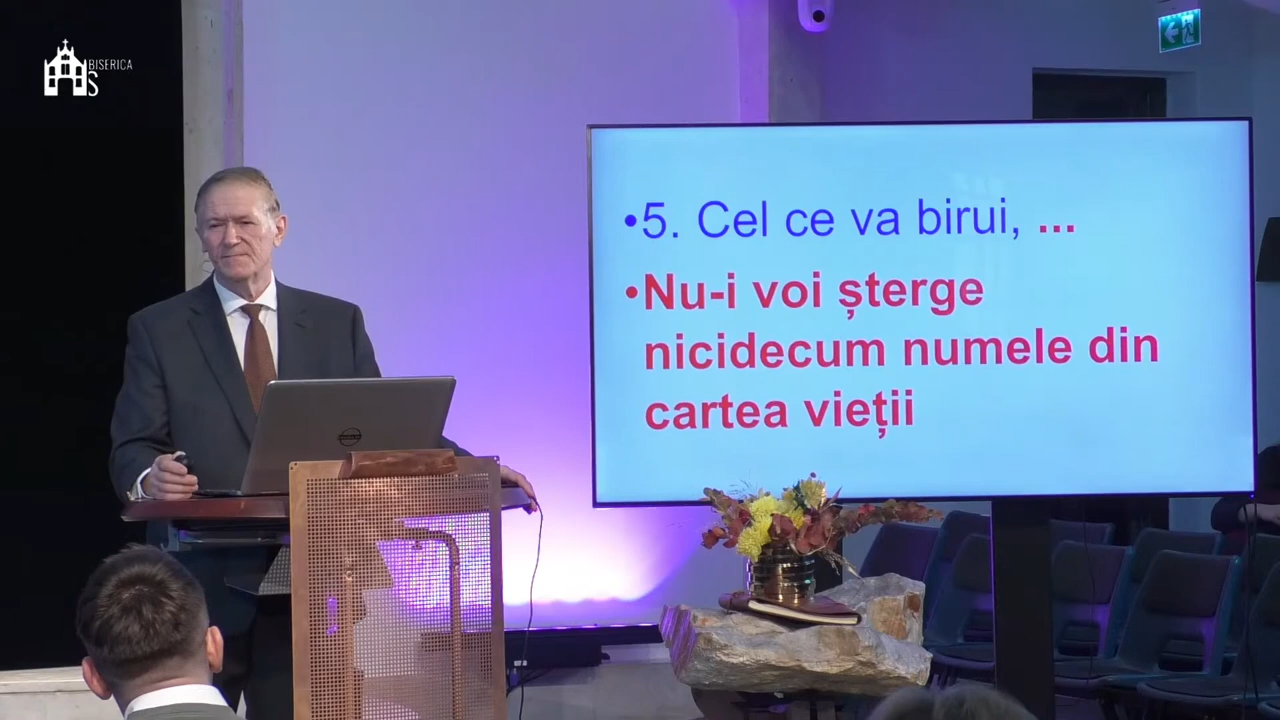 BISERICA
S
•5. Cel ce va birui, ...
•Nu-i voi șterge
nicidecum numele din
cartea vieții